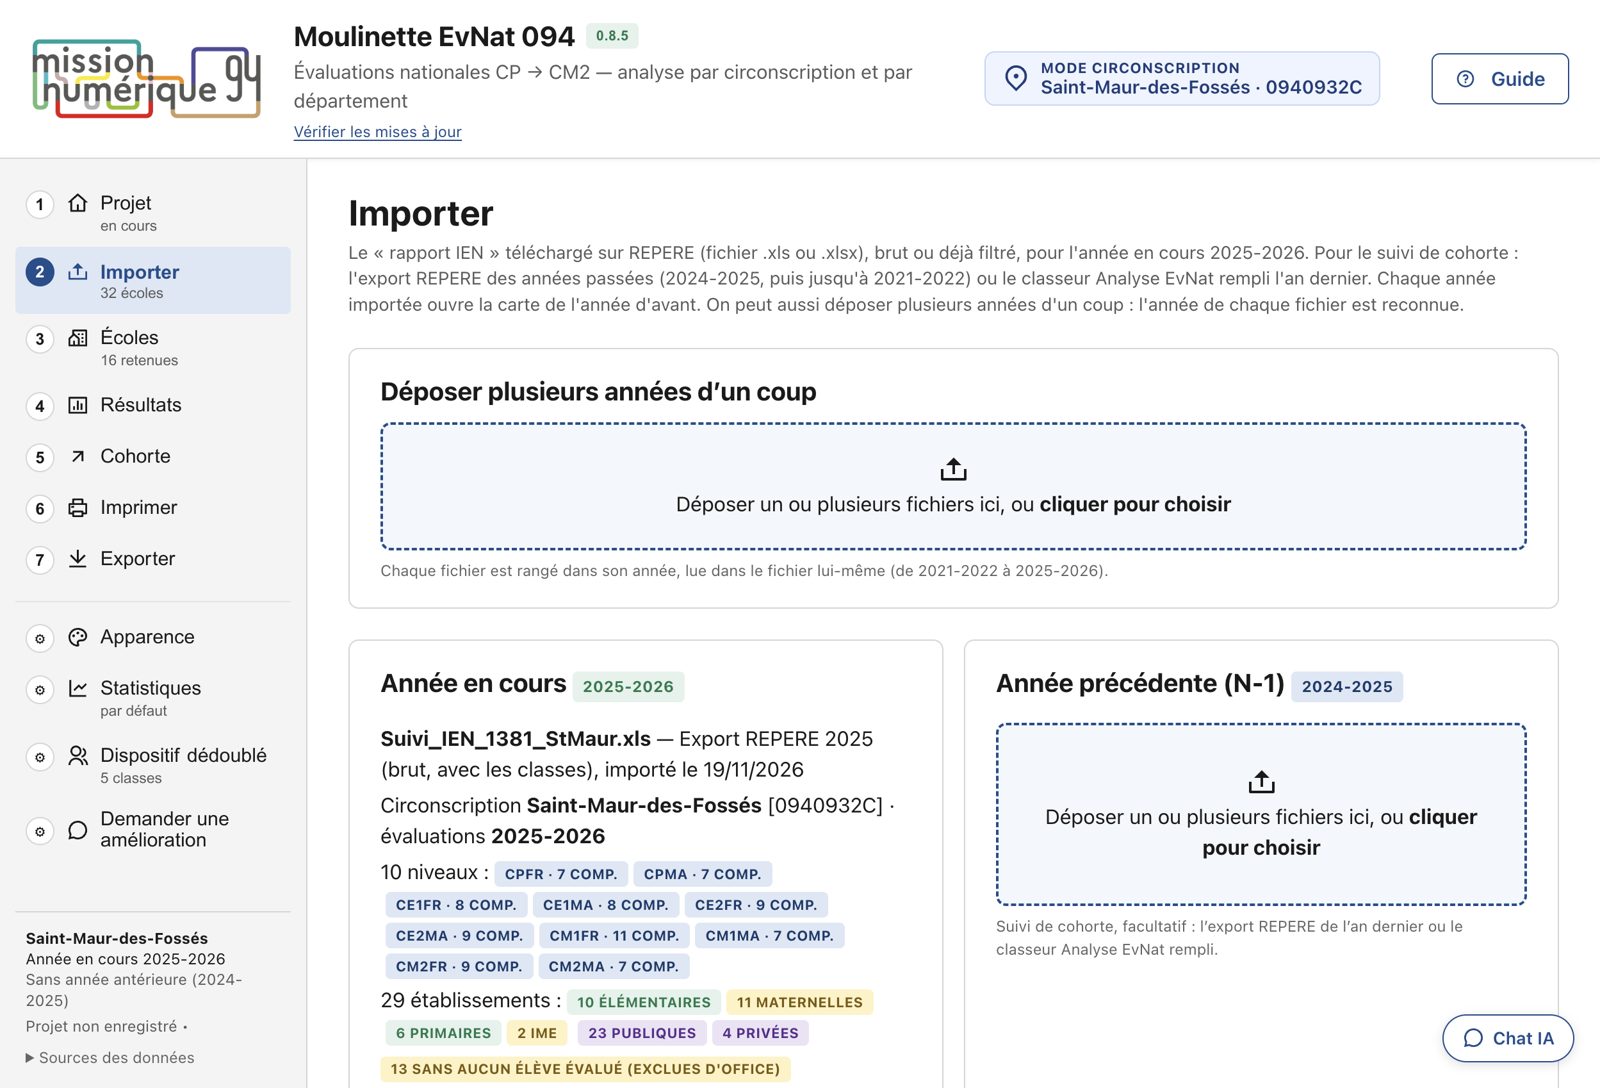 mission
numérique 94
Moulinette EvNat 094 0.8.5
Évaluations nationales CP → CM2 — analyse par circonscription et par
département
Vérifier les mises à jour
MODE CIRCONSCRIPTION
Saint-Maur-des-Fossés · 0940932C
Guide
1 Projet
en cours
2 Importer
32 écoles
3 Écoles
16 retenues
4 Résultats
5 Cohorte
6 Imprimer
7 Exporter
Apparence
Statistiques
par défaut
Dispositif dédoublé
5 classes
Demander une
amélioration
Saint-Maur-des-Fossés
Année en cours 2025-2026
Sans année antérieure (2024-
2025)
Projet non enregistré •
▶ Sources des données
Importer
Le « rapport IEN » téléchargé sur REPERE (fichier .xls ou .xlsx), brut ou déjà filtré, pour l'année en cours 2025-2026. Pour le suivi de cohorte :
l'export REPERE des années passées (2024-2025, puis jusqu'à 2021-2022) ou le classeur Analyse EvNat rempli l'an dernier. Chaque année
importée ouvre la carte de l'année d'avant. On peut aussi déposer plusieurs années d'un coup : l'année de chaque fichier est reconnue.
Déposer plusieurs années d’un coup
Déposer un ou plusieurs fichiers ici, ou cliquer pour choisir
Chaque fichier est rangé dans son année, lue dans le fichier lui-même (de 2021-2022 à 2025-2026).
Année en cours 2025-2026
Suivi_IEN_1381_StMaur.xls — Export REPERE 2025
(brut, avec les classes), importé le 19/11/2026
Circonscription Saint-Maur-des-Fossés [0940932C] ·
évaluations 2025-2026
10 niveaux : CPFR · 7 COMP. CPMA · 7 COMP.
CE1FR · 8 COMP. CE1MA · 8 COMP. CE2FR · 9 COMP.
CE2MA · 9 COMP. CM1FR · 11 COMP. CM1MA · 7 COMP.
CM2FR · 9 COMP. CM2MA · 7 COMP.
29 établissements : 10 ÉLÉMENTAIRES 11 MATERNELLES
6 PRIMAIRES 2 IME 23 PUBLIQUES 4 PRIVÉES
13 SANS AUCUN ÉLÈVE ÉVALUÉ (EXCLUES D'OFFICE)
Année précédente (N-1) 2024-2025
Déposer un ou plusieurs fichiers ici, ou cliquer
pour choisir
Suivi de cohorte, facultatif : l’export REPERE de l’an dernier ou le
classeur Analyse EvNat rempli.
Chat IA